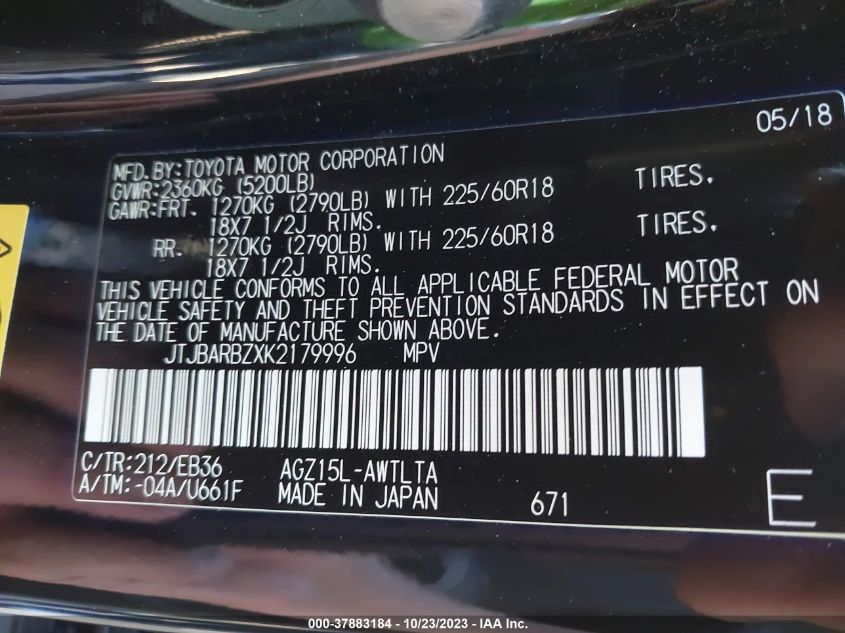 05/18
MFD.BY:TOYOTA MOTOR CORPORATION
GVWR:2360KG (5200LB)
GAWR:FRT. 1270KG (2790LB) WITH 225/60R18 TIRES.
18X7 1/2J RIMS.
RR. 1270KG (2790LB) WITH 225/60R18 TIRES.
18X7 1/2J RIMS.
THIS VEHICLE CONFORMS TO ALL APPLICABLE FEDERAL MOTOR
VEHICLE SAFETY AND THEFT PREVENTION STANDARDS IN EFFECT ON
THE DATE OF MANUFACTURE SHOWN ABOVE.
JTJBARBZXK2179996 MPV
C/TR:212/EB36 AGZ15L-AWTLTA
A/TM:-04A/U661F MADE IN JAPAN 671 E
000-37883184 / 10/23/2023 - IAA Inc.